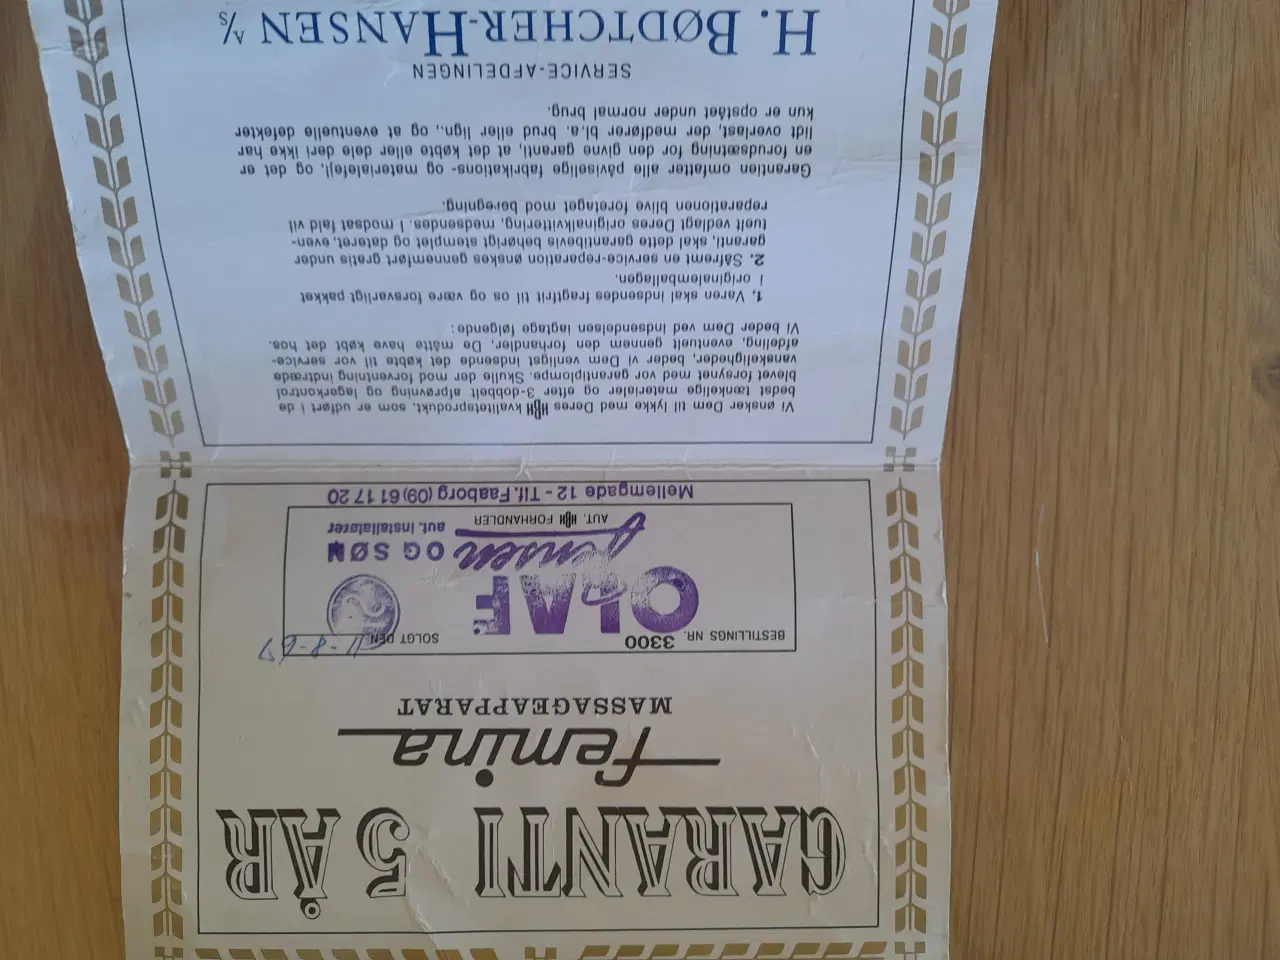 GARANTI 5 ÅR
femina
MASSAGEAPPARAT
BESTILLINGS NR. 3300 SOLGT DEN 11-8-67
OLAF
Jensen OG SØN
aut. installatører
AUT. HBH FORHANDLER
Mellemgade 12 - Tlf. Faaborg (09) 61 17 20
Vi ønsker Dem til lykke med Deres HBH kvalitetsprodukt, som er udført i de
bedst tænkelige materialer og efter 3-dobbelt afprøvning og lagerkontrol
blevet forsynet med vor garantiplombe. Skulle der mod forventning indtræde
vanskeligheder, beder vi Dem venligst indsende det købte til vor service-
afdeling, eventuelt gennem den forhandler, De måtte have købt det hos.
Vi beder Dem ved indsendelsen iagtage følgende:
1. Varen skal indsendes fragtfrit til os og være forsvarligt pakket
i originalemballagen.
2. Såfremt en service-reparation ønskes gennemført gratis under
garanti, skal dette garantibevis behørigt stemplet og dateret, even-
tuelt vedlagt Deres originalkvittering, medsendes. I modsat fald vil
reparationen blive foretaget mod beregning.
Garantien omfatter alle påviselige fabrikations- og materialefejl, og det er
en forudsætning for den givne garanti, at det købte eller dele deri ikke har
lidt overlast, der medfører bl.a. brud eller lign., og at eventuelle defekter
kun er opstået under normal brug.
SERVICE-AFDELINGEN
H. BØDTCHER-HANSEN A/S